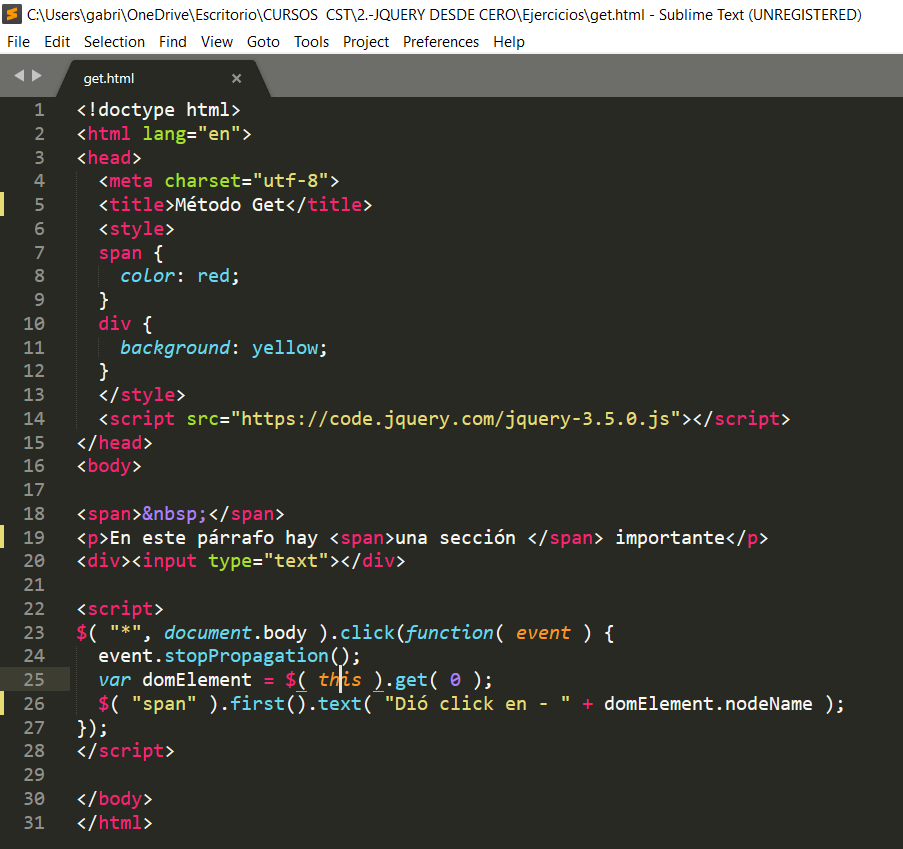 C:\Users\gabri\OneDrive\Escritorio\CURSOS CST\2.-JQUERY DESDE CERO\Ejercicios\get.html - Sublime Text (UNREGISTERED)
File Edit Selection Find View Goto Tools Project Preferences Help
get.html ×
1 <!doctype html>
2 <html lang="en">
3 <head>
4   <meta charset="utf-8">
5   <title>Método Get</title>
6   <style>
7   span {
8     color: red;
9   }
10   div {
11     background: yellow;
12   }
13   </style>
14   <script src="https://code.jquery.com/jquery-3.5.0.js"></script>
15 </head>
16 <body>
17
18 <span>&nbsp;</span>
19 <p>En este párrafo hay <span>una sección </span> importante</p>
20 <div><input type="text"></div>
21
22 <script>
23 $( "*", document.body ).click(function( event ) {
24   event.stopPropagation();
25   var domElement = $( this ).get( 0 );
26   $( "span" ).first().text( "Dió click en - " + domElement.nodeName );
27 });
28 </script>
29
30 </body>
31 </html>